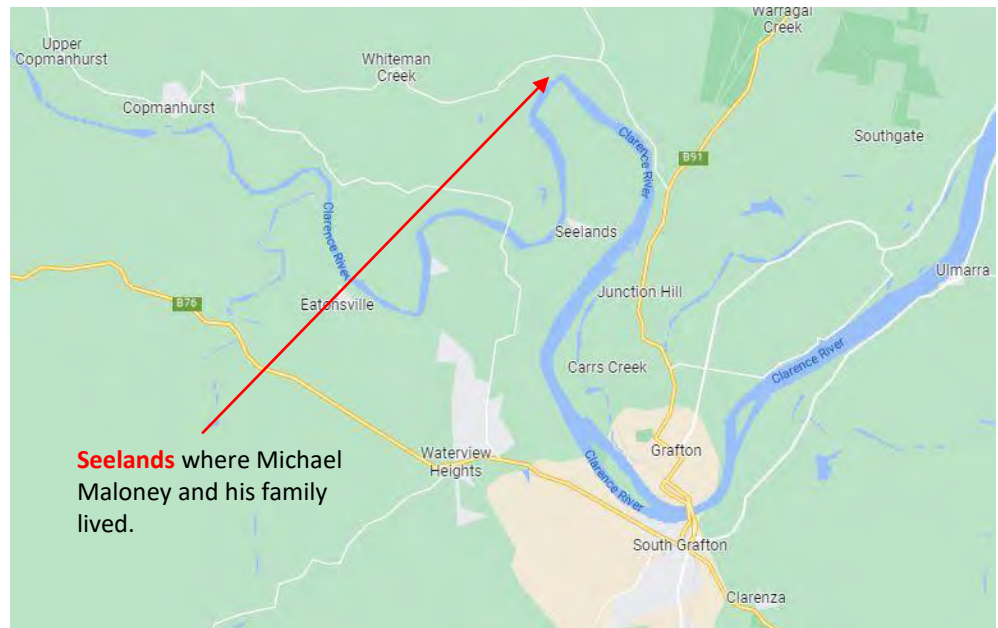 Warragal
Creek
Upper
Copmanhurst
Whiteman
Creek
Copmanhurst
Clarence River
Southgate
B91
Clarence River
Seelands
Ulmarra
Junction Hill
B76
Eatonsville
Clarence River
Carrs Creek
Seelands where Michael
Maloney and his family
lived.
Waterview
Heights
Grafton
Clarence River
South Grafton
Clarenza